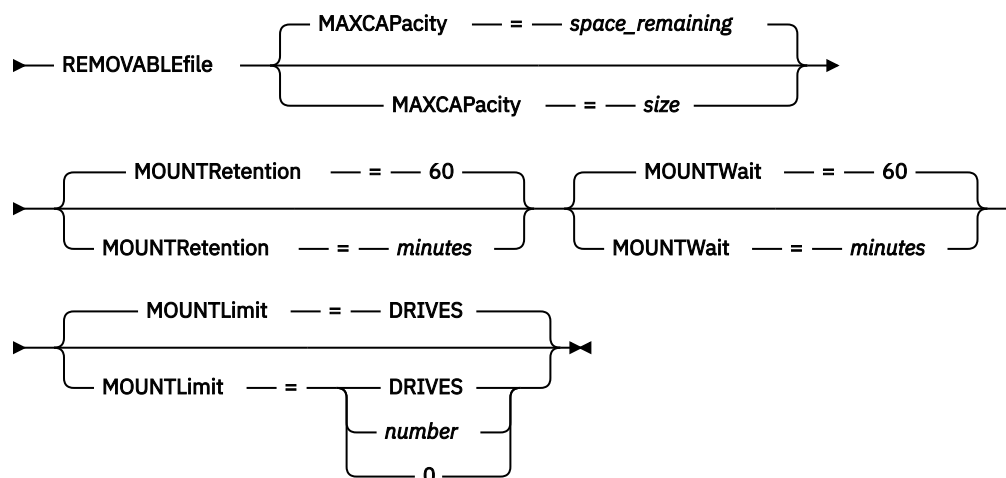 MAXCAPacity = space_remaining
REMOVABLEfile
MAXCAPacity = size
MOUNTRetention = 60 MOUNTWait = 60
MOUNTRetention = minutes MOUNTWait = minutes
MOUNTLimit = DRIVES
MOUNTLimit = DRIVES
number
0